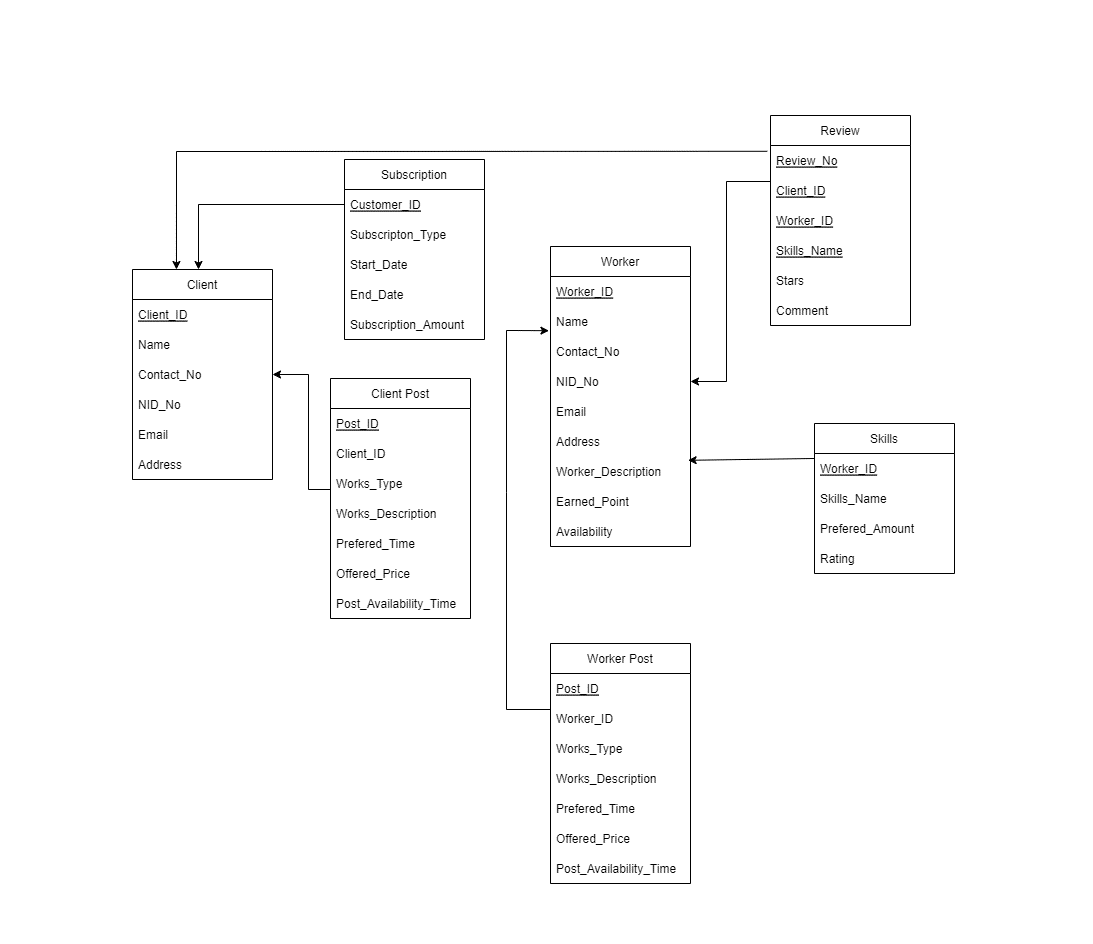 Review
Review_No
Client_ID
Worker_ID
Skills_Name
Stars
Comment
Subscription
Customer_ID
Subscripton_Type
Start_Date
End_Date
Subscription_Amount
Worker
Worker_ID
Name
Contact_No
NID_No
Email
Address
Worker_Description
Earned_Point
Availability
Client
Client_ID
Name
Contact_No
NID_No
Email
Address
Client Post
Post_ID
Client_ID
Works_Type
Works_Description
Prefered_Time
Offered_Price
Post_Availability_Time
Skills
Worker_ID
Skills_Name
Prefered_Amount
Rating
Worker Post
Post_ID
Worker_ID
Works_Type
Works_Description
Prefered_Time
Offered_Price
Post_Availability_Time